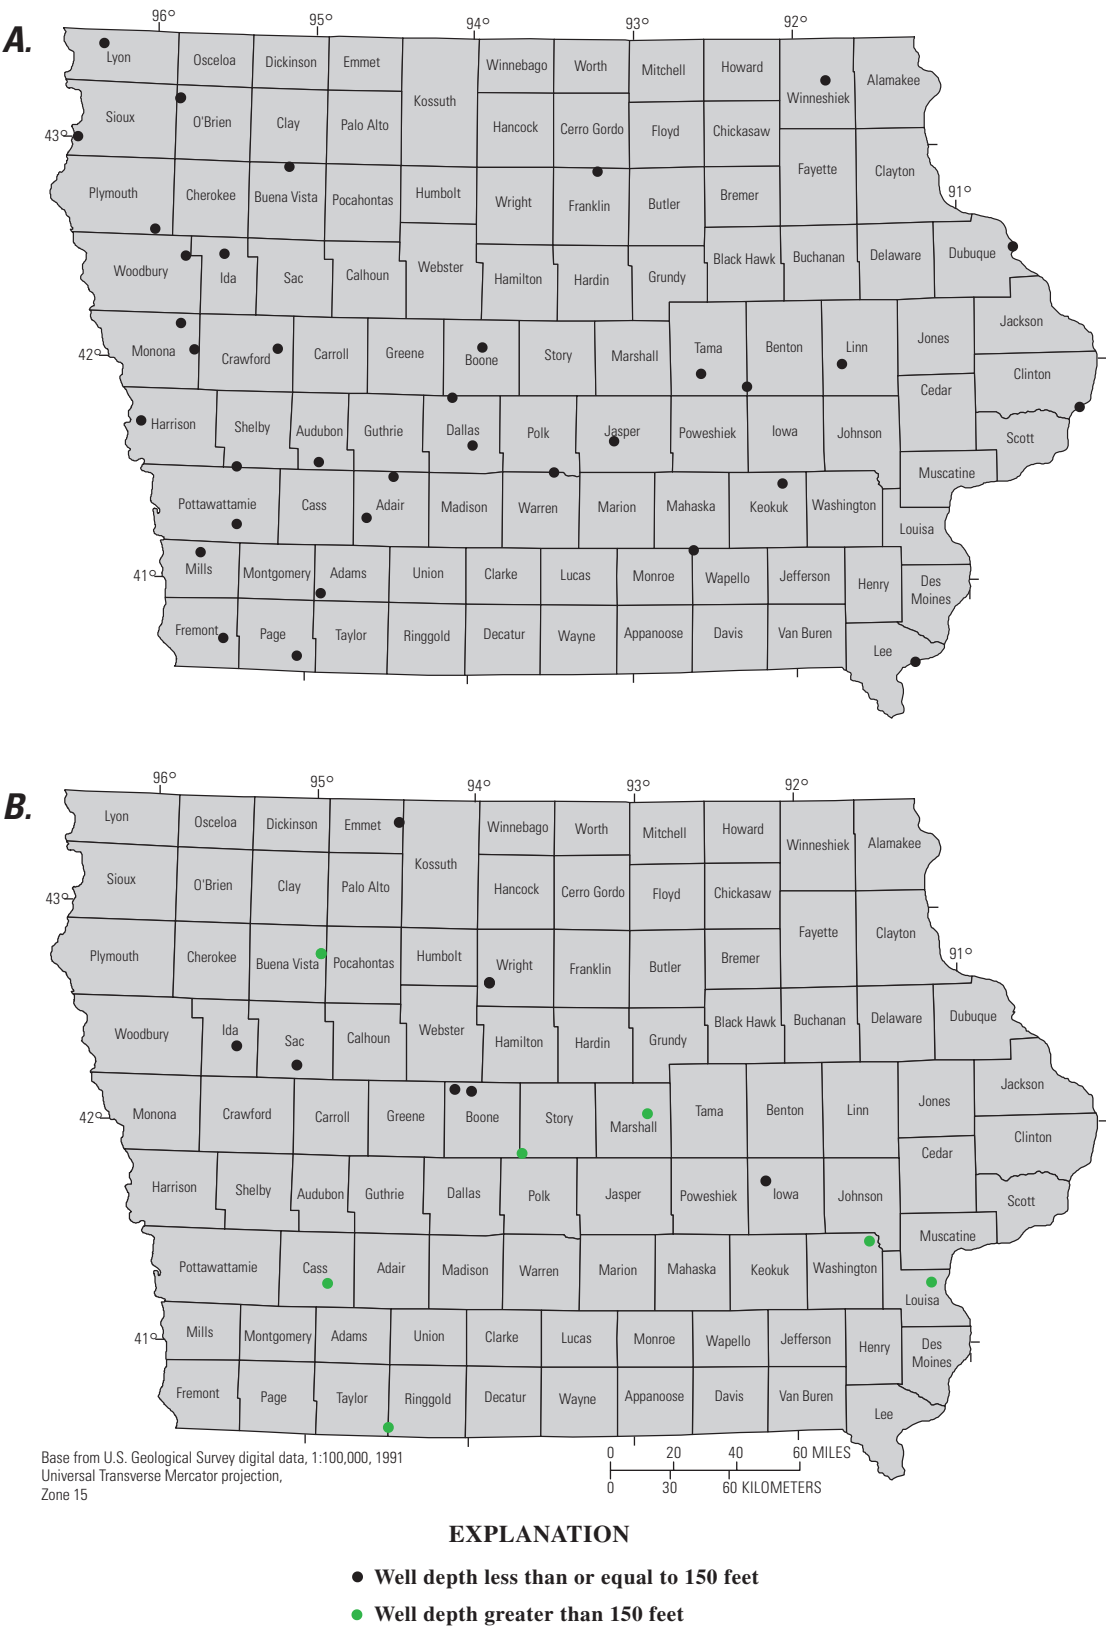 A.
96° 95° 94° 93° 92°
Lyon Osceloa Dickinson Emmet Kossuth Winnebago Worth Mitchell Howard Winneshiek Alamakee
43° Sioux O'Brien Clay Palo Alto Hancock Cerro Gordo Floyd Chickasaw Fayette Clayton
91°
Plymouth Cherokee Buena Vista Pocahontas Humbolt Wright Franklin Butler Bremer
Woodbury Ida Sac Calhoun Webster Hamilton Hardin Grundy Black Hawk Buchanan Delaware Dubuque
42° Monona Crawford Carroll Greene Boone Story Marshall Tama Benton Linn Jones Jackson
Cedar Clinton
Harrison Shelby Audubon Guthrie Dallas Polk Jasper Poweshiek Iowa Johnson Scott
Muscatine
Pottawattamie Cass Adair Madison Warren Marion Mahaska Keokuk Washington Louisa
41° Mills Montgomery Adams Union Clarke Lucas Monroe Wapello Jefferson Henry Des
Moines
Fremont Page Taylor Ringgold Decatur Wayne Appanoose Davis Van Buren Lee
B.
96° 95° 94° 93° 92°
Lyon Osceloa Dickinson Emmet Kossuth Winnebago Worth Mitchell Howard Winneshiek Alamakee
43° Sioux O'Brien Clay Palo Alto Hancock Cerro Gordo Floyd Chickasaw Fayette Clayton
91°
Plymouth Cherokee Buena Vista Pocahontas Humbolt Wright Franklin Butler Bremer
Woodbury Ida Sac Calhoun Webster Hamilton Hardin Grundy Black Hawk Buchanan Delaware Dubuque
42° Monona Crawford Carroll Greene Boone Story Marshall Tama Benton Linn Jones Jackson
Cedar Clinton
Harrison Shelby Audubon Guthrie Dallas Polk Jasper Poweshiek Iowa Johnson Scott
Muscatine
Pottawattamie Cass Adair Madison Warren Marion Mahaska Keokuk Washington Louisa
41° Mills Montgomery Adams Union Clarke Lucas Monroe Wapello Jefferson Henry Des
Moines
Fremont Page Taylor Ringgold Decatur Wayne Appanoose Davis Van Buren Lee
Base from U.S. Geological Survey digital data, 1:100,000, 1991
Universal Transverse Mercator projection,
Zone 15
0 20 40 60 MILES
0 30 60 KILOMETERS
EXPLANATION
Well depth less than or equal to 150 feet
Well depth greater than 150 feet